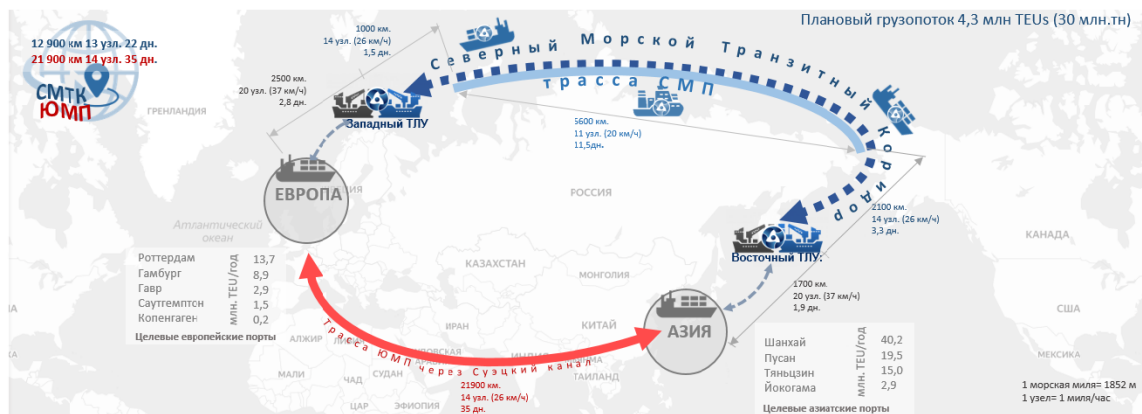 Плановый грузопоток 4,3 млн TEUs (30 млн.тн)
12 900 км 13 узл. 22 дн.
21 900 км 14 узл. 35 дн.
СМТК
ЮМП
1000 км.
14 узл. (26 км/ч)
1,5 дн.
2500 км.
20 узл. (37 км/ч)
2,8 дн.
Северный Морской Транзитный Коридор
трасса СМП
Западный ТЛУ
5600 км.
11 узл. (20 км/ч)
11,5дн.
ГРЕНЛАНДИЯ
ЕВРОПА
РОССИЯ
2100 км.
14 узл. (26 км/ч)
3,3 дн.
Атлантический
океан
КАНАДА
Восточный ТЛУ:
КАЗАХСТАН
МОНГОЛИЯ
1700 км.
20 узл. (37 км/ч)
1,9 дн.
Роттердам 13,7
Гамбург 8,9
Гавр 2,9
Саутгемптон 1,5
Копенгаген 0,2
млн. TEU/год
Целевые европейские порты
АЗИЯ
США
ИРАН
КИТАЙ
АЛЖИР
Трасса ЮМП через Суэцкий канал
МАЛИ
ЧАД
СУДАН
ТАИЛАНД
МЕКСИКА
Шанхай 40,2
Пусан 19,5
Тяньцзин 15,0
Йокогама 2,9
млн. TEU/год
Целевые азиатские порты
21900 км.
14 узл. (26 км/ч)
35 дн.
ЦАР
ЭФИОПИЯ
1 морская миля= 1852 м
1 узел= 1 миля/час